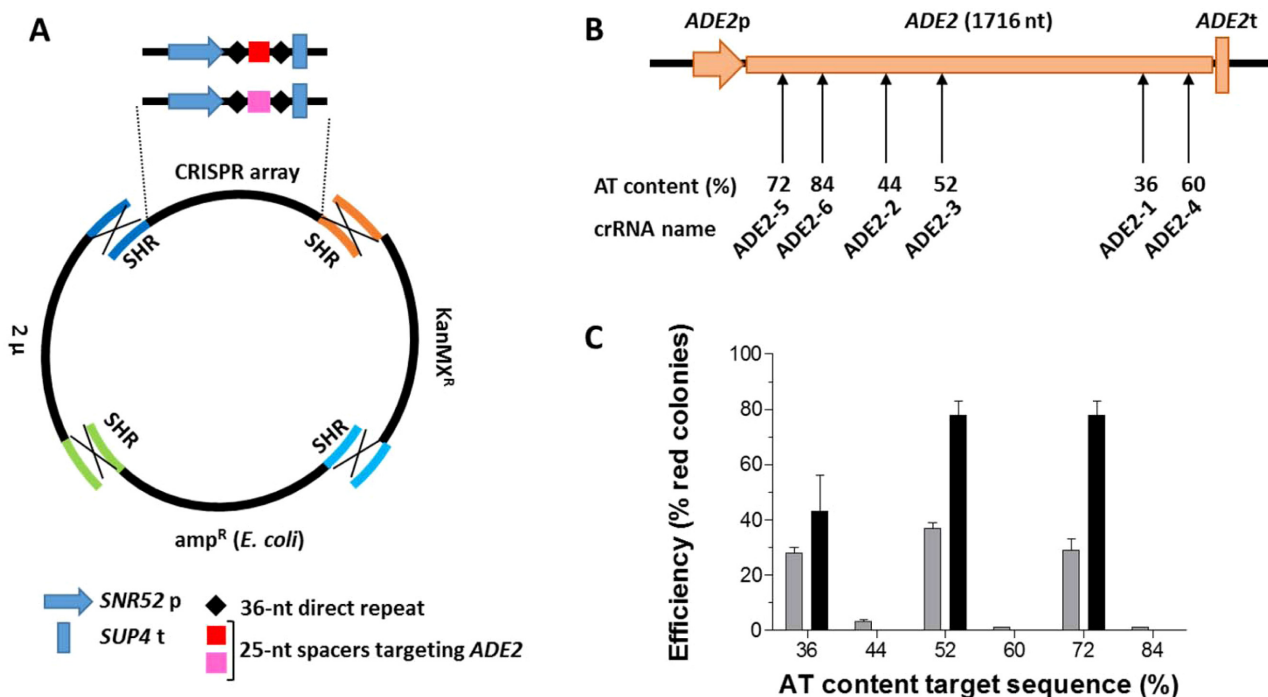 A
CRISPR array
SHR
SHR
2 μ
KanMXᴿ
SHR
SHR
ampᴿ (E. coli)
SNR52 p
SUP4 t
36-nt direct repeat
25-nt spacers targeting ADE2
B
ADE2p
ADE2 (1716 nt)
ADE2t
AT content (%)
72 84 44 52 36 60
crRNA name
ADE2-5 ADE2-6 ADE2-2 ADE2-3 ADE2-1 ADE2-4
C
Efficiency (% red colonies)
100
80
60
40
20
0
36 44 52 60 72 84
AT content target sequence (%)